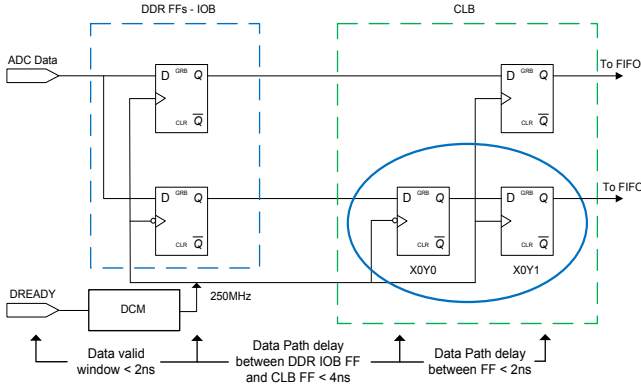 DDR FFs - IOB
CLB
ADC Data
D GRB Q
CLR Q
D GRB Q
CLR Q
To FIFO
D GRB Q
CLR Q
D GRB Q
CLR Q
D GRB Q
CLR Q
To FIFO
X0Y0
X0Y1
DREADY
DCM
250MHz
Data valid
window < 2ns
Data Path delay
between DDR IOB FF
and CLB FF < 4ns
Data Path delay
between FF < 2ns